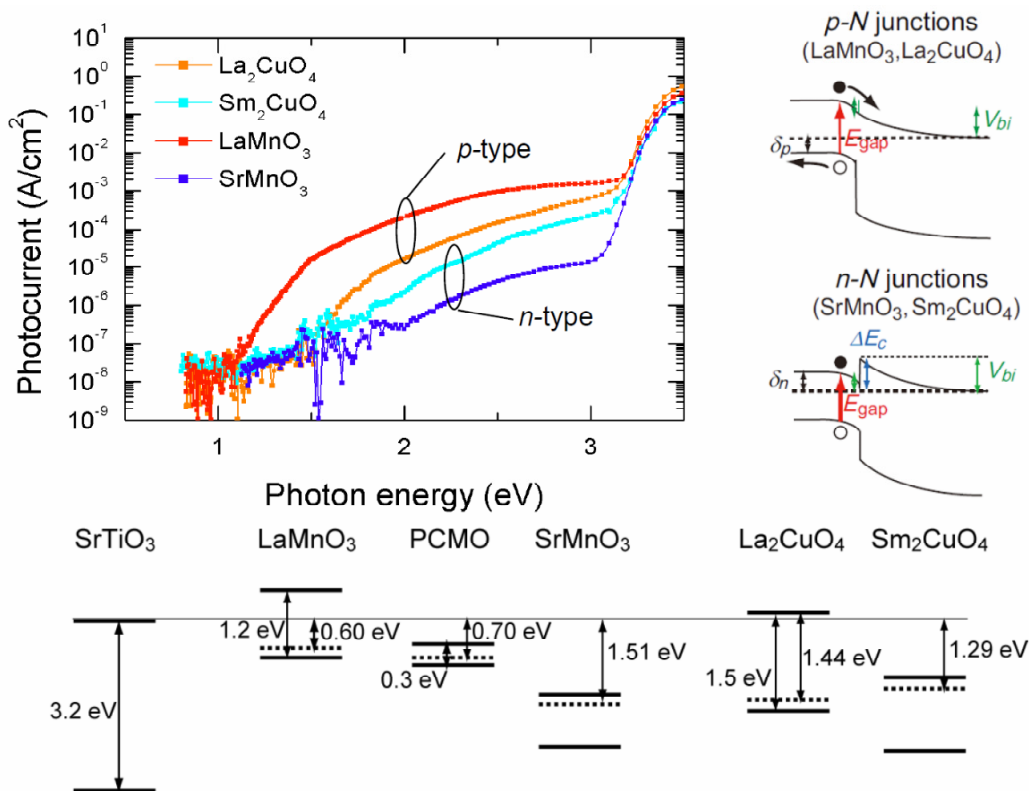 10¹
10⁰
10⁻¹
10⁻²
10⁻³
10⁻⁴
10⁻⁵
10⁻⁶
10⁻⁷
10⁻⁸
10⁻⁹
Photocurrent (A/cm²)
La₂CuO₄
Sm₂CuO₄
LaMnO₃
SrMnO₃
p-type
n-type
1 2 3
Photon energy (eV)
p-N junctions
(LaMnO₃,La₂CuO₄)
V_bi
δ_p
E_gap
n-N junctions
(SrMnO₃,Sm₂CuO₄)
ΔE_c
V_bi
δ_n
E_gap
SrTiO₃ LaMnO₃ PCMO SrMnO₃ La₂CuO₄ Sm₂CuO₄
3.2 eV
1.2 eV
0.60 eV
0.70 eV
0.3 eV
1.51 eV
1.5 eV
1.44 eV
1.29 eV